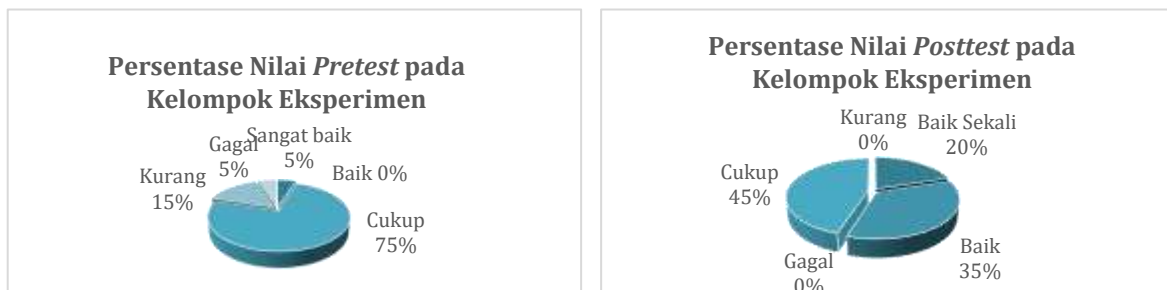 Persentase Nilai Pretest pada
Kelompok Eksperimen
Sangat baik
5%
Gagal
5%
Baik 0%
Kurang
15%
Cukup
75%
Persentase Nilai Posttest pada
Kelompok Eksperimen
Kurang
0%
Baik Sekali
20%
Cukup
45%
Baik
35%
Gagal
0%